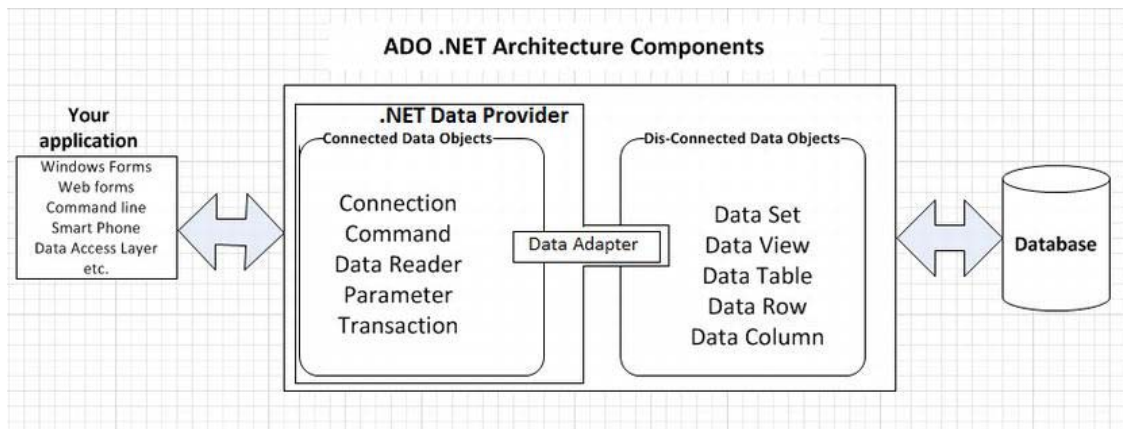 ADO .NET Architecture Components
Your
application
Windows Forms
Web forms
Command line
Smart Phone
Data Access Layer
etc.
.NET Data Provider
Connected Data Objects
Connection
Command
Data Reader
Parameter
Transaction
Data Adapter
Dis-Connected Data Objects
Data Set
Data View
Data Table
Data Row
Data Column
Database